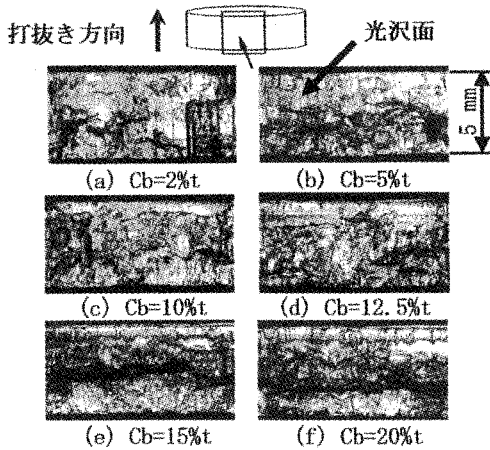 打抜き方向
光沢面
5 mm
(a) Cb=2%t
(b) Cb=5%t
(c) Cb=10%t
(d) Cb=12.5%t
(e) Cb=15%t
(f) Cb=20%t